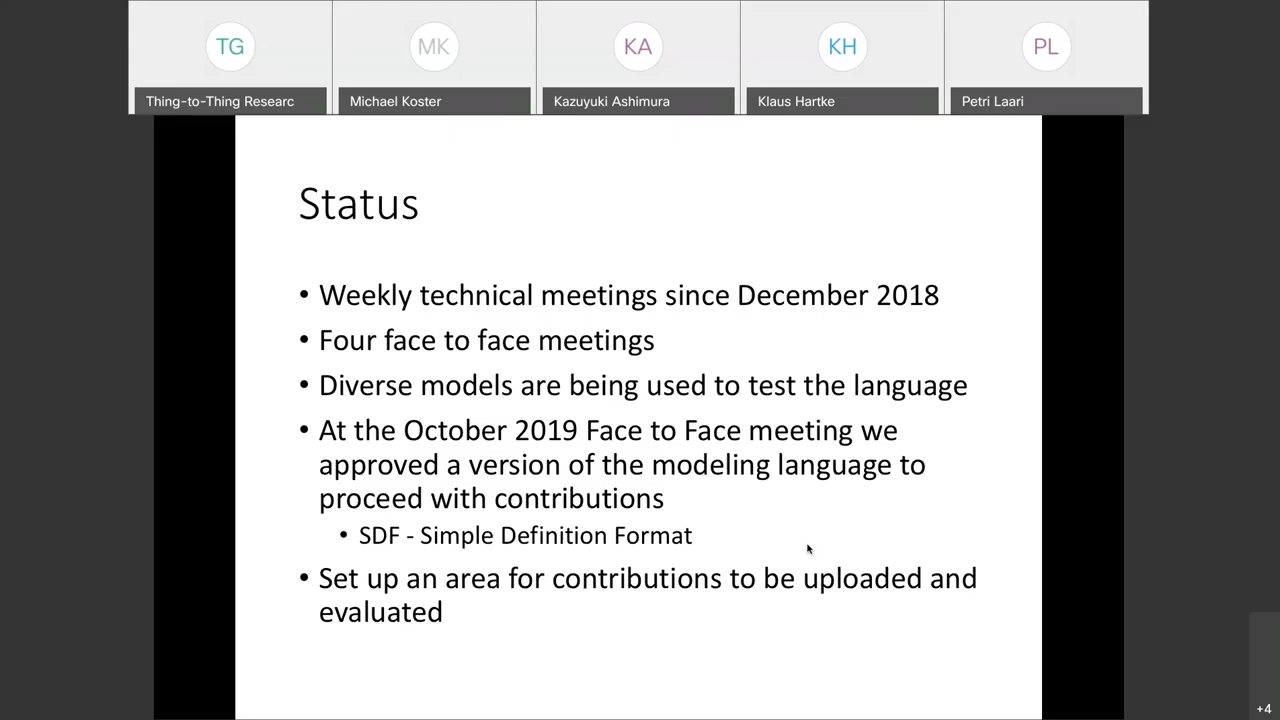 TG
MK
KA
KH
PL
Thing-to-Thing Researc
Michael Koster
Kazuyuki Ashimura
Klaus Hartke
Petri Laari
Status
• Weekly technical meetings since December 2018
• Four face to face meetings
• Diverse models are being used to test the language
• At the October 2019 Face to Face meeting we
approved a version of the modeling language to
proceed with contributions
• SDF - Simple Definition Format
• Set up an area for contributions to be uploaded and
evaluated
+4